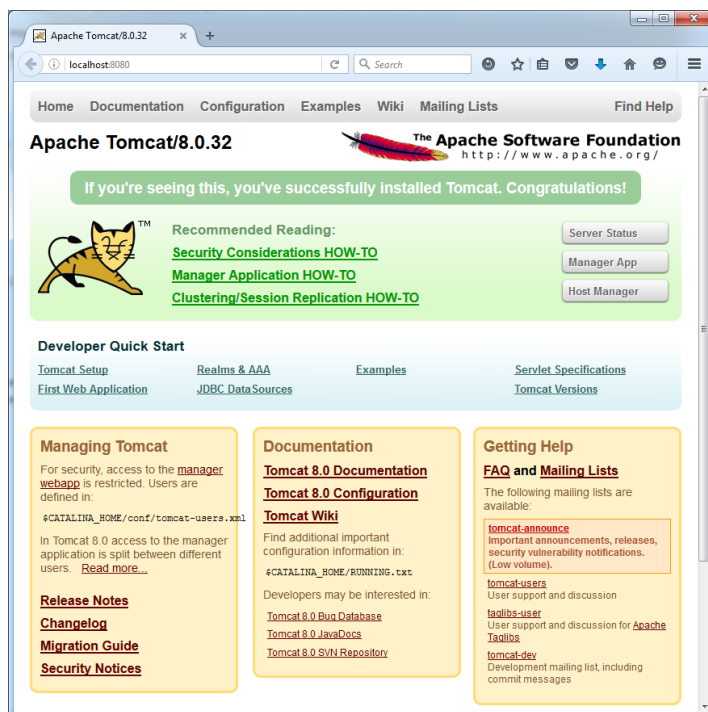 Apache Tomcat/8.0.32
localhost:8080
Search
Home Documentation Configuration Examples Wiki Mailing Lists Find Help
Apache Tomcat/8.0.32
The Apache Software Foundation
http://www.apache.org/
If you're seeing this, you've successfully installed Tomcat. Congratulations!
TM
Recommended Reading:
Security Considerations HOW-TO
Manager Application HOW-TO
Clustering/Session Replication HOW-TO
Server Status
Manager App
Host Manager
Developer Quick Start
Tomcat Setup
First Web Application
Realms & AAA
JDBC DataSources
Examples
Servlet Specifications
Tomcat Versions
Managing Tomcat
For security, access to the manager
webapp is restricted. Users are
defined in:
$CATALINA_HOME/conf/tomcat-users.xml
In Tomcat 8.0 access to the manager
application is split between different
users. Read more...
Release Notes
Changelog
Migration Guide
Security Notices
Documentation
Tomcat 8.0 Documentation
Tomcat 8.0 Configuration
Tomcat Wiki
Find additional important
configuration information in:
$CATALINA_HOME/RUNNING.txt
Developers may be interested in:
Tomcat 8.0 Bug Database
Tomcat 8.0 JavaDocs
Tomcat 8.0 SVN Repository
Getting Help
FAQ and Mailing Lists
The following mailing lists are
available:
tomcat-announce
Important announcements, releases,
security vulnerability notifications.
(Low volume).
tomcat-users
User support and discussion
taglibs-user
User support and discussion for Apache
Taglibs
tomcat-dev
Development mailing list, including
commit messages